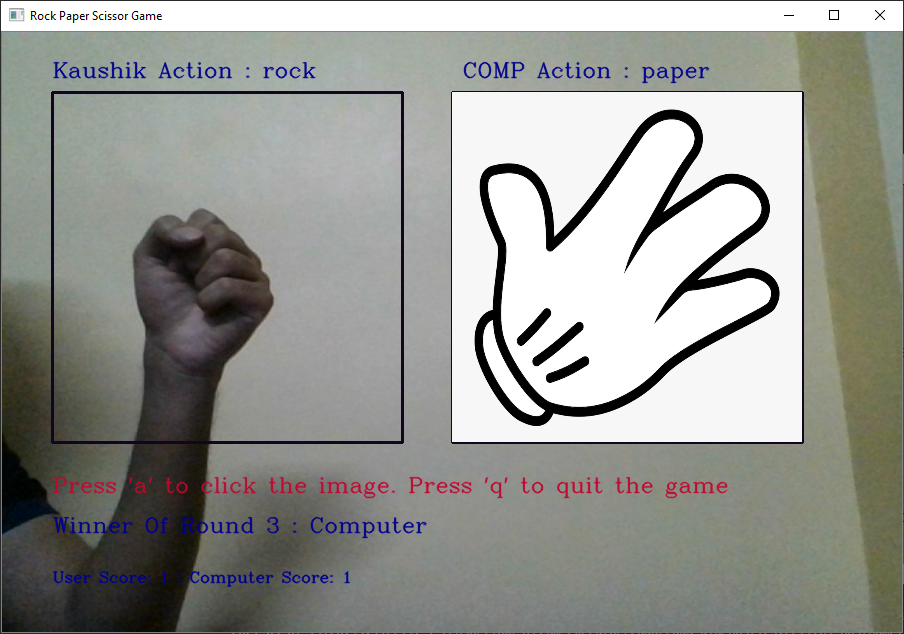 Rock Paper Scissor Game
Kaushik Action : rock
COMP Action : paper
Press 'a' to click the image. Press 'q' to quit the game
Winner Of Round 3 : Computer
User Score: 1 Computer Score: 1